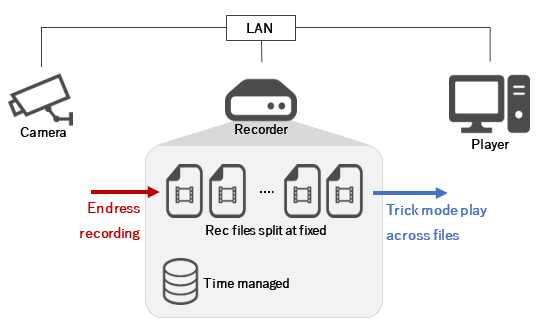 LAN
Camera
Recorder
Player
Endress
recording
....
Rec files split at fixed
Trick mode play
across files
Time managed